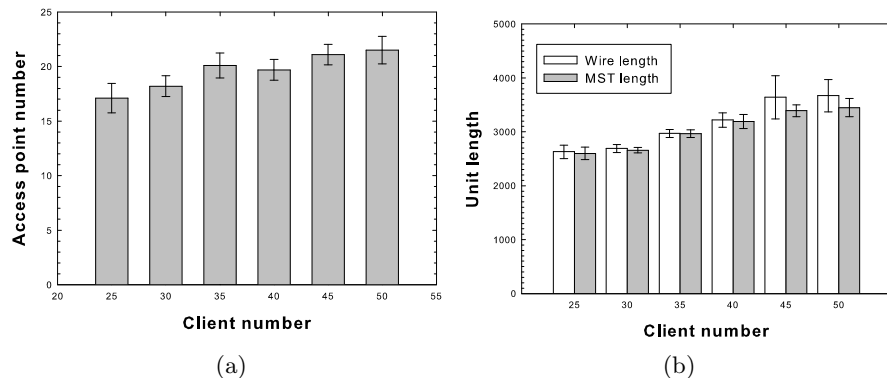 25
20
15
10
5
0
Access point number
20 25 30 35 40 45 50 55
Client number
(a)
5000
4000
3000
2000
1000
0
Unit length
Wire length
MST length
25 30 35 40 45 50
Client number
(b)